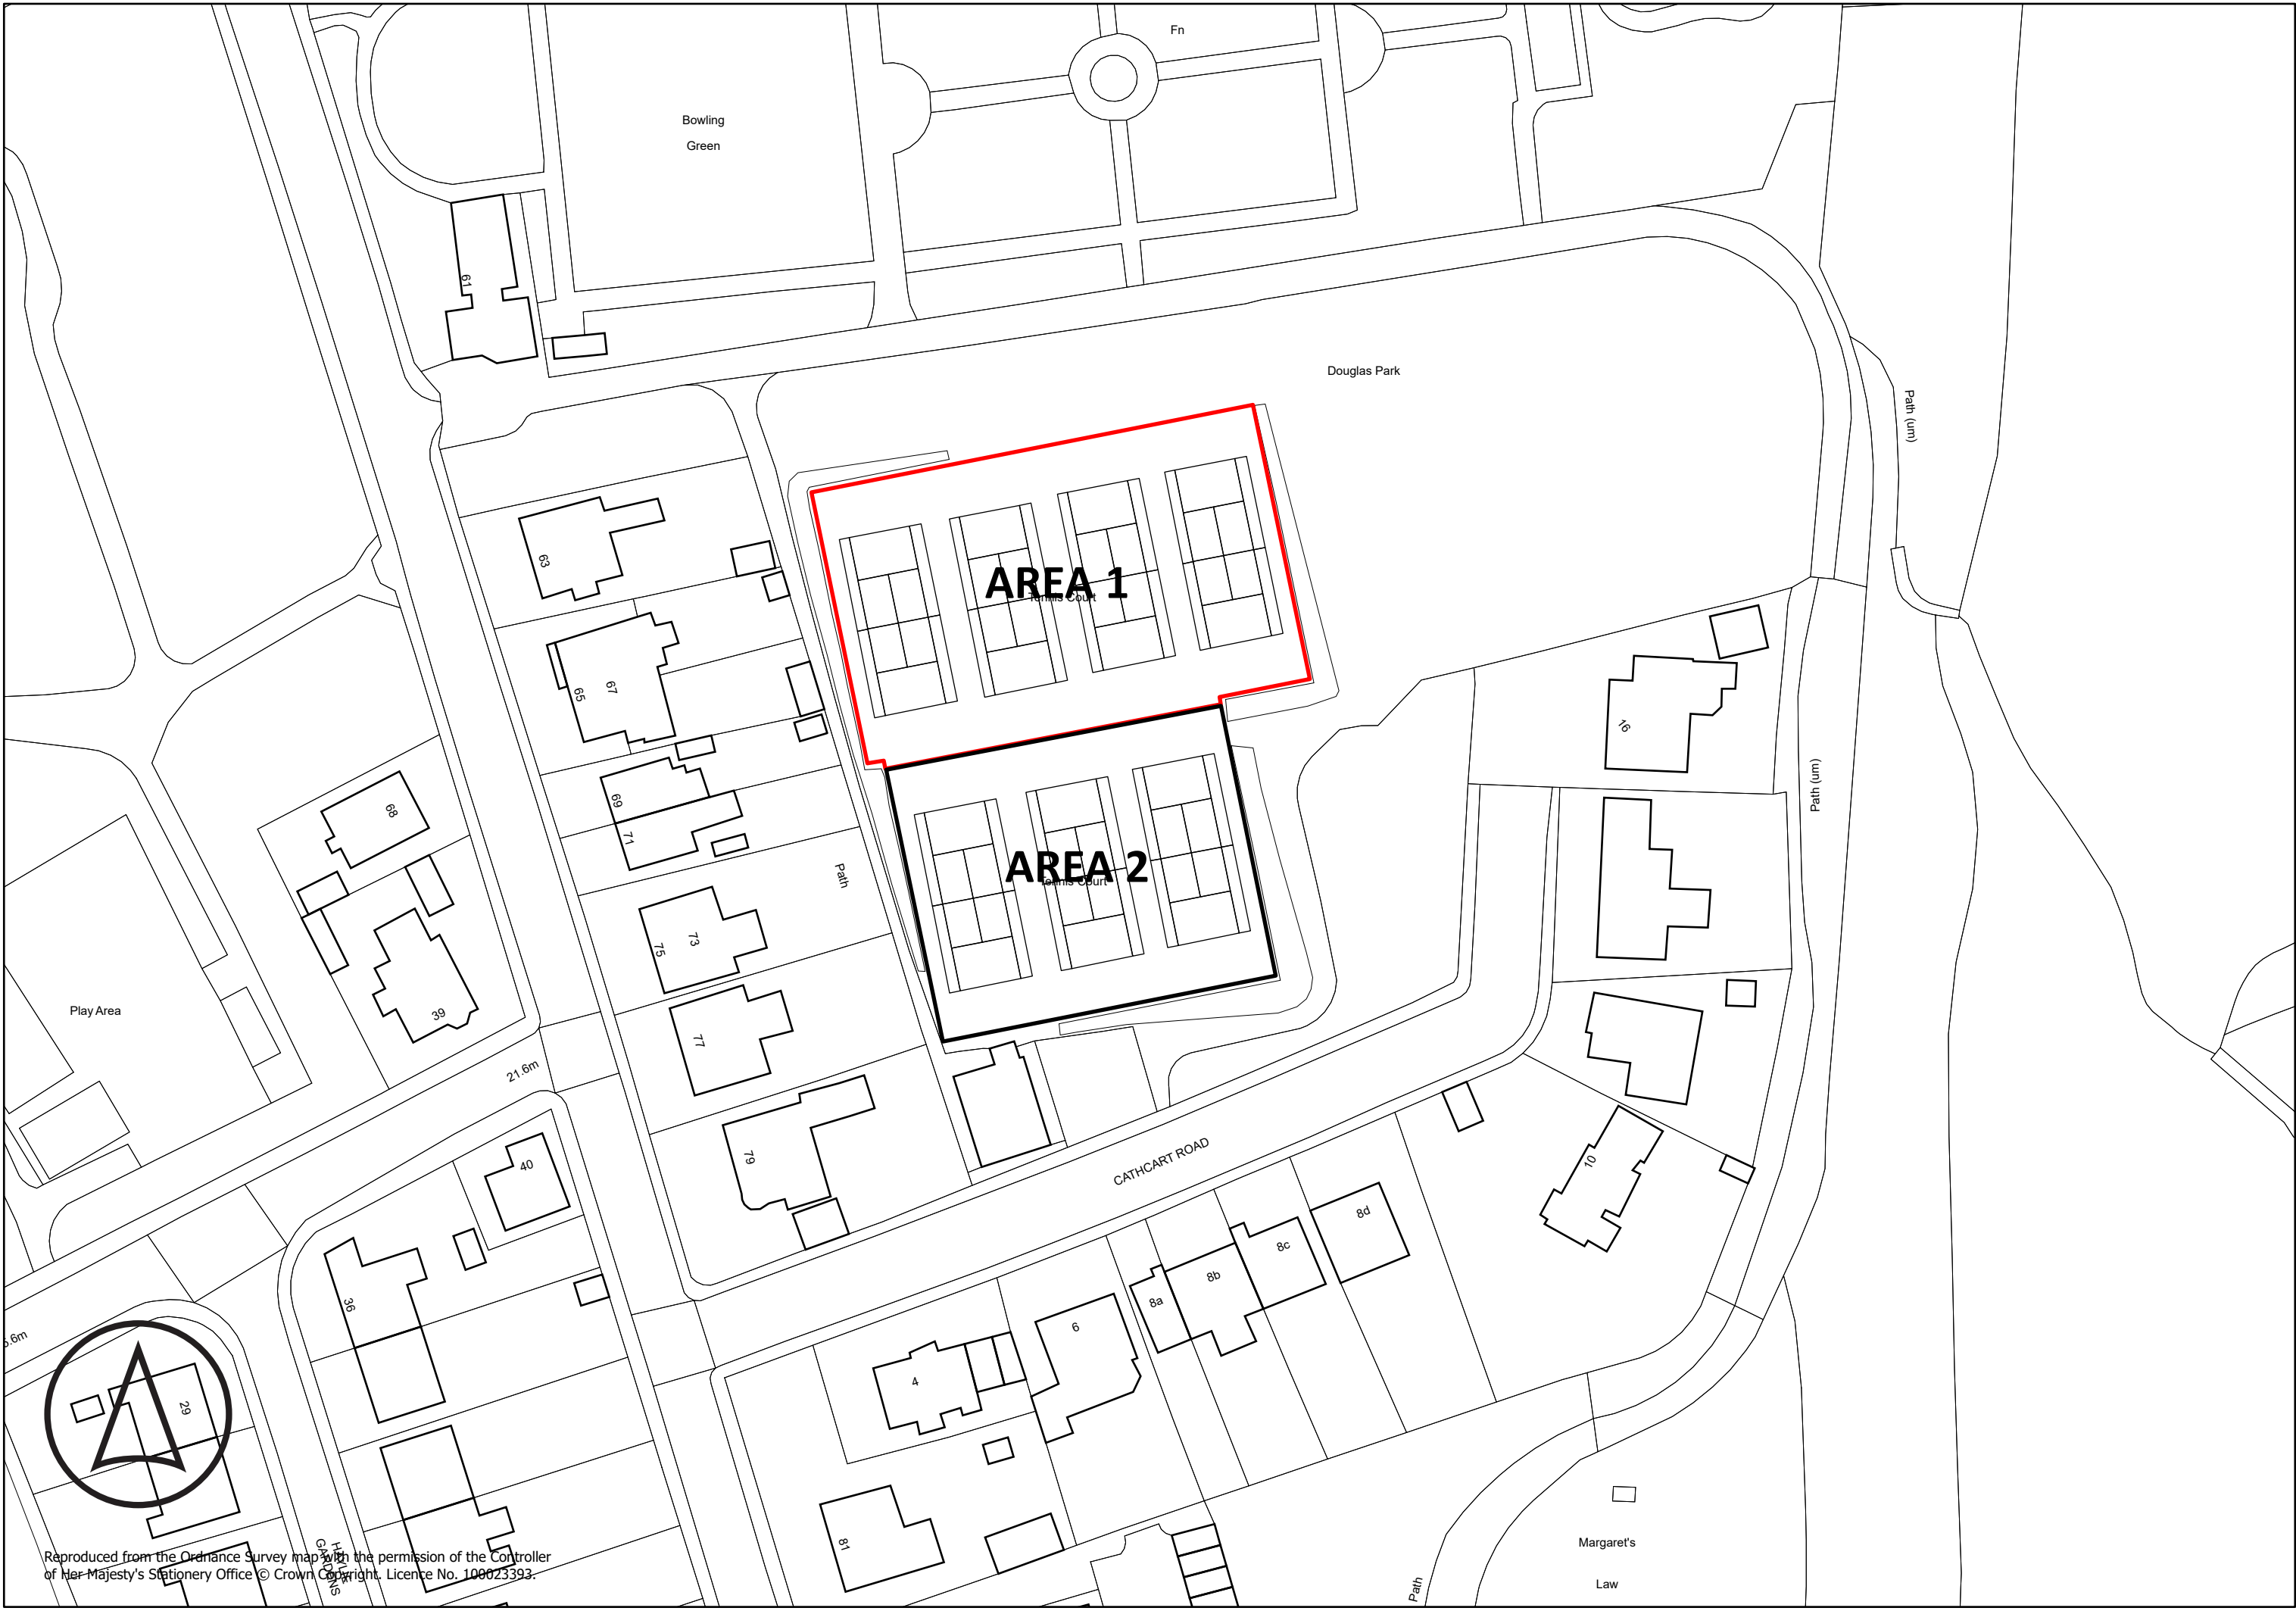 Fn
Bowling
Green
61
Douglas Park
Path (um)
63
AREA 1
Tennis Court
65
67
16
Path (um)
69
68
71
Path
AREA 2
Tennis Court
73
75
Play Area
39
77
21.6m
79
CATHCART ROAD
40
10
8d
8c
8b
8a
36
6
4
29
81
Margaret's
Law
Path
GARDENS
Reproduced from the Ordnance Survey map with the permission of the Controller
of Her Majesty's Stationery Office © Crown Copyright. Licence No. 100023393.